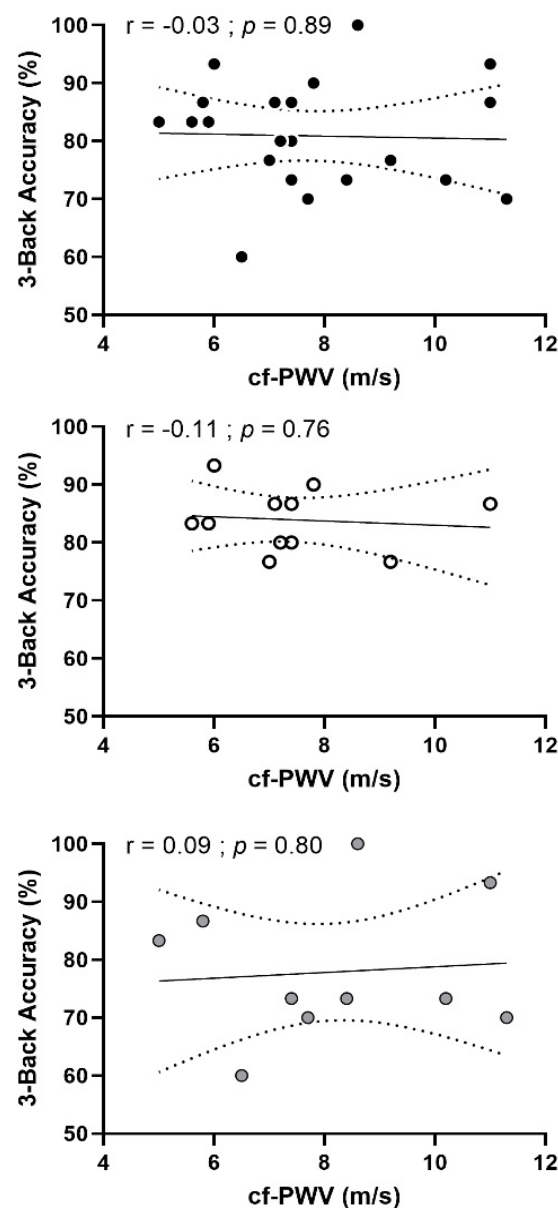 r = -0.03 ; p = 0.89
100
90
80
70
60
50
3-Back Accuracy (%)
4 6 8 10 12
cf-PWV (m/s)
r = -0.11 ; p = 0.76
100
90
80
70
60
50
3-Back Accuracy (%)
4 6 8 10 12
cf-PWV (m/s)
r = 0.09 ; p = 0.80
100
90
80
70
60
50
3-Back Accuracy (%)
4 6 8 10 12
cf-PWV (m/s)